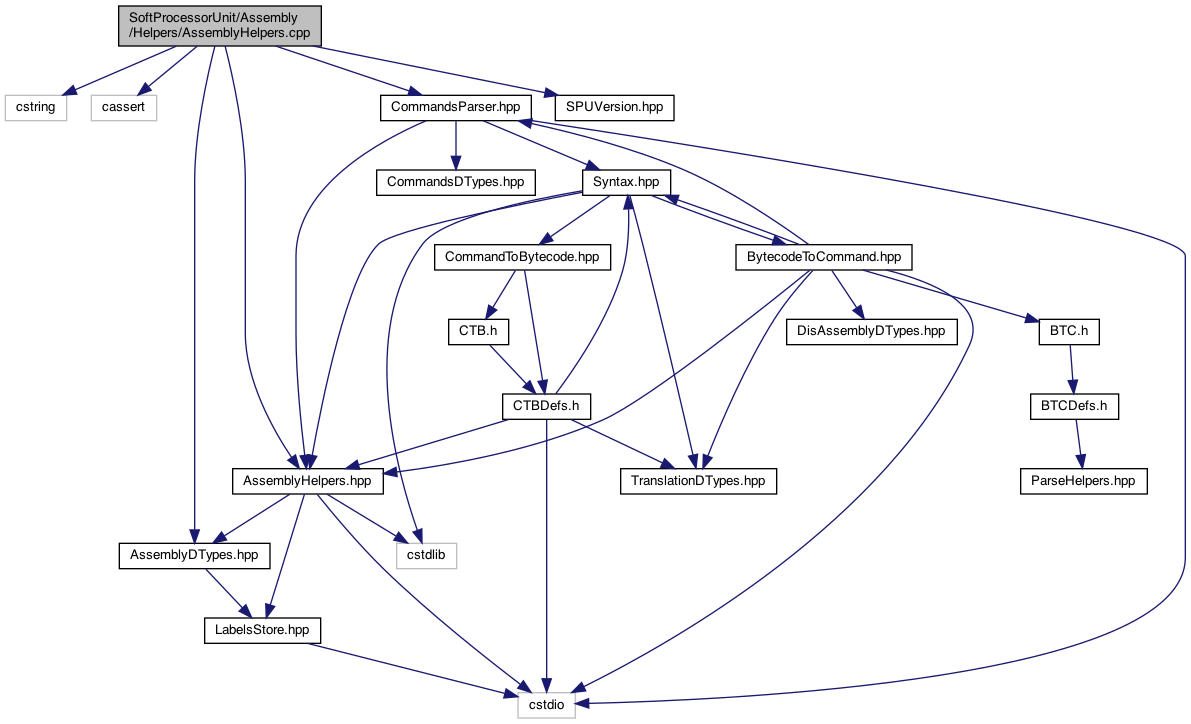 SoftProcessorUnit/Assembly
/Helpers/AssemblyHelpers.cpp
cstring
cassert
CommandsParser.hpp
SPUVersion.hpp
CommandsDTypes.hpp
Syntax.hpp
CommandToBytecode.hpp
BytecodeToCommand.hpp
CTB.h
DisAssemblyDTypes.hpp
BTC.h
CTBDefs.h
BTCDefs.h
AssemblyHelpers.hpp
TranslationDTypes.hpp
ParseHelpers.hpp
AssemblyDTypes.hpp
cstdlib
LabelsStore.hpp
cstdio